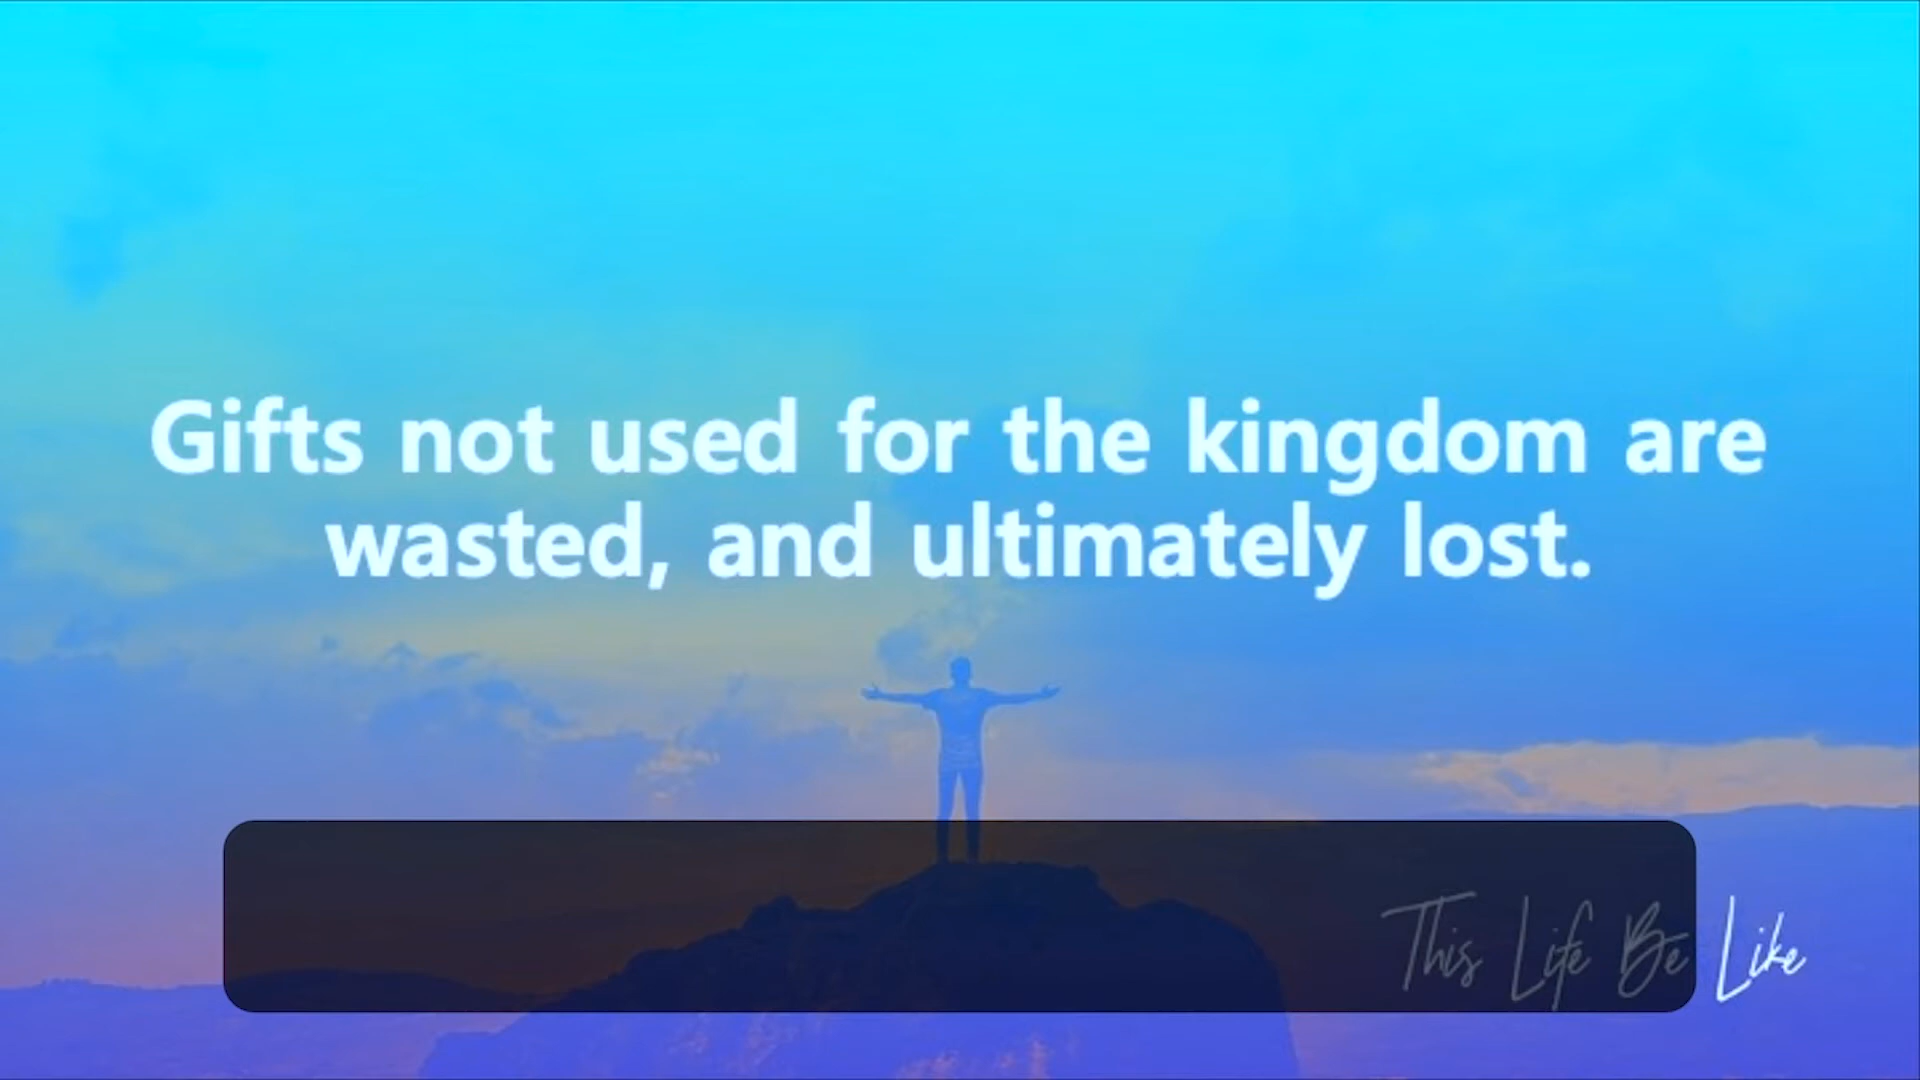 Gifts not used for the kingdom are
wasted, and ultimately lost.
This Life Be Like